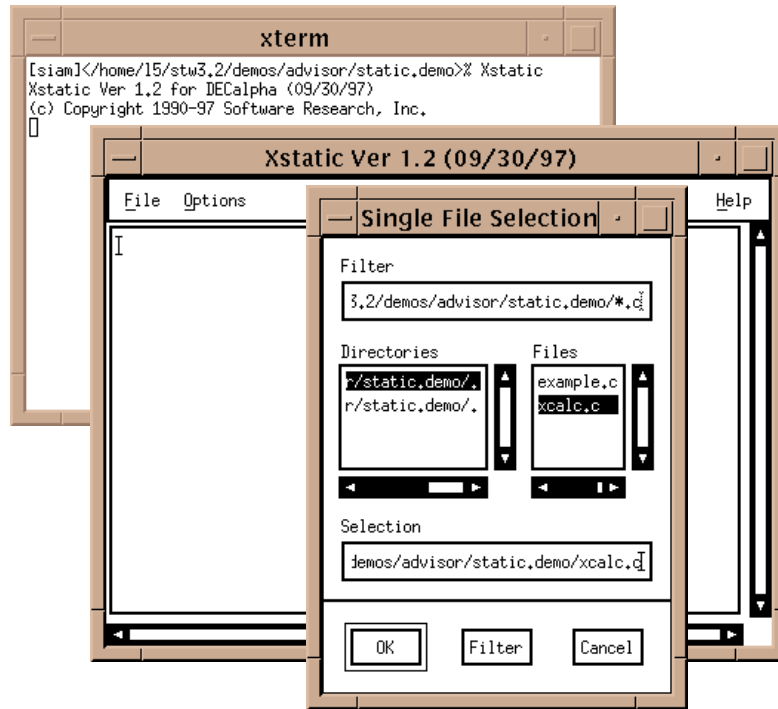 xterm
[siam]</home/l5/stw3.2/demos/advisor/static.demo>% Xstatic
Xstatic Ver 1.2 for DECalpha (09/30/97)
(c) Copyright 1990-97 Software Research, Inc.
Xstatic Ver 1.2 (09/30/97)
File Options Help
Single File Selection
Filter
3.2/demos/advisor/static.demo/*.c
Directories Files
r/static.demo/. example.c
r/static.demo/. xcalc.c
Selection
demos/advisor/static.demo/xcalc.c
OK Filter Cancel